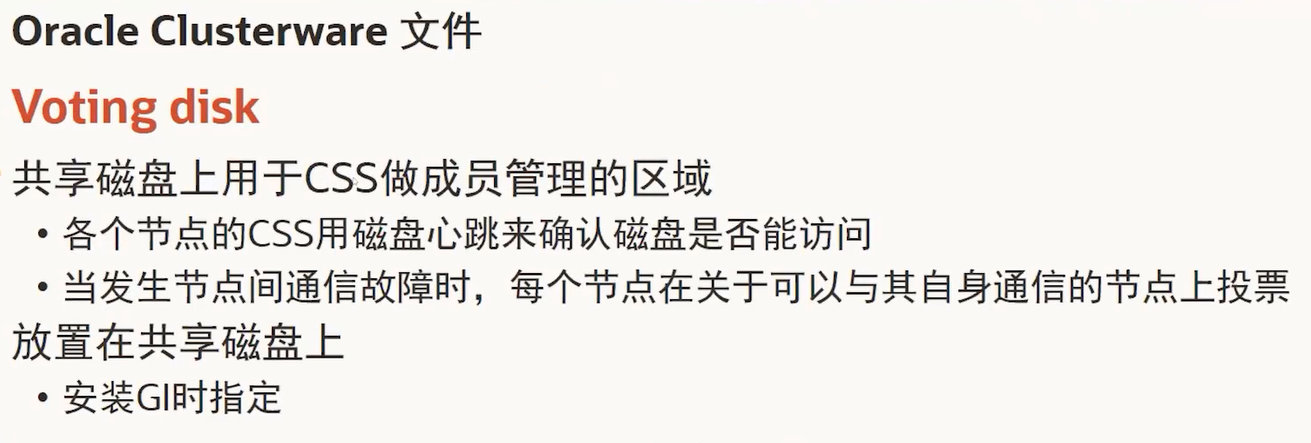 Oracle Clusterware 文件
Voting disk
共享磁盘上用于CSS做成员管理的区域
• 各个节点的CSS用磁盘心跳来确认磁盘是否能访问
• 当发生节点间通信故障时，每个节点在关于可以与其自身通信的节点上投票
放置在共享磁盘上
• 安装GI时指定